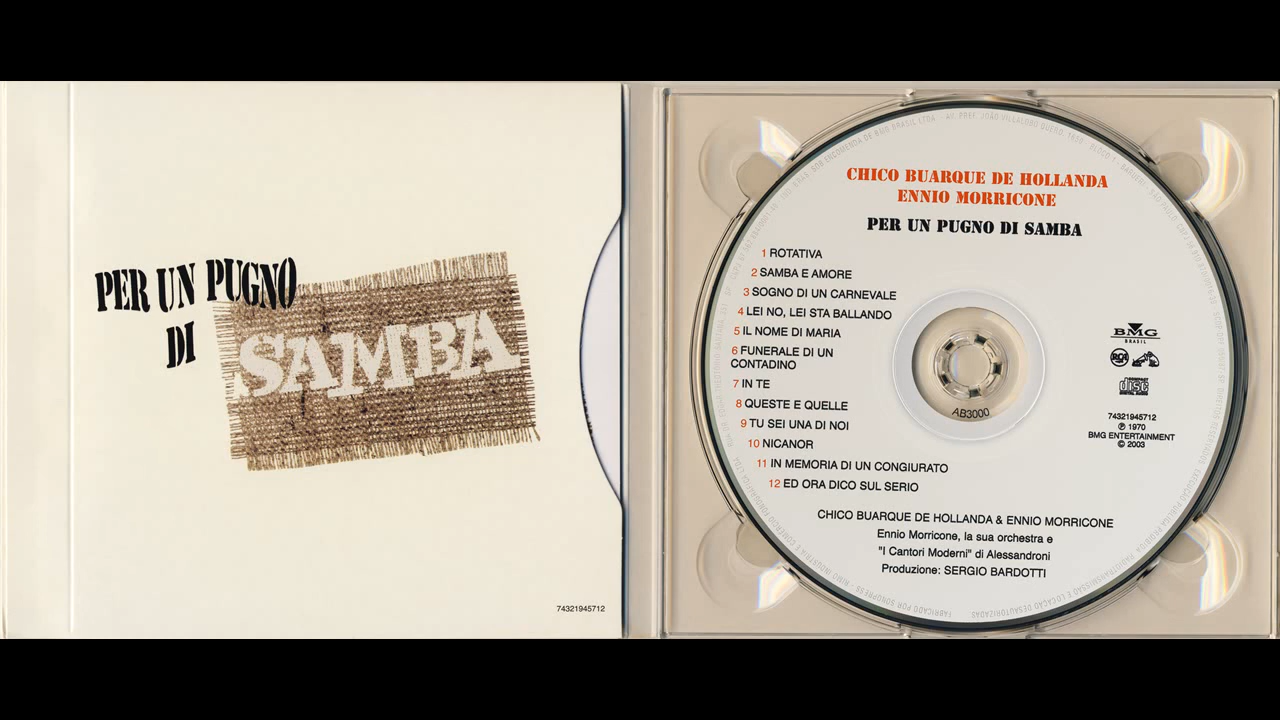 PER UN PUGNO
DI
SAMBA
74321945712
CHICO BUARQUE DE HOLLANDA
ENNIO MORRICONE
PER UN PUGNO DI SAMBA
1 ROTATIVA
2 SAMBA E AMORE
3 SOGNO DI UN CARNEVALE
4 LEI NO, LEI STA BALLANDO
5 IL NOME DI MARIA
6 FUNERALE DI UN
CONTADINO
7 IN TE
8 QUESTE E QUELLE
9 TU SEI UNA DI NOI
10 NICANOR
11 IN MEMORIA DI UN CONGIURATO
12 ED ORA DICO SUL SERIO
AB3000
BMG
BRASIL
RCA
COMPACT
disc
DIGITAL AUDIO
74321945712
℗ 1970
BMG ENTERTAINMENT
© 2003
CHICO BUARQUE DE HOLLANDA & ENNIO MORRICONE
Ennio Morricone, la sua orchestra e
"I Cantori Moderni" di Alessandroni
Produzione: SERGIO BARDOTTI